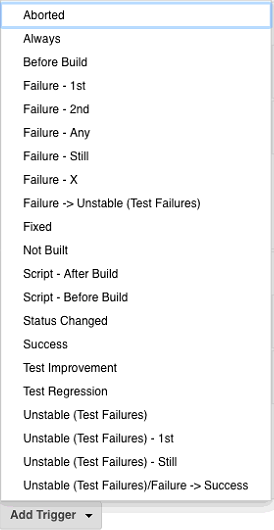 Aborted
Always
Before Build
Failure - 1st
Failure - 2nd
Failure - Any
Failure - Still
Failure - X
Failure -> Unstable (Test Failures)
Fixed
Not Built
Script - After Build
Script - Before Build
Status Changed
Success
Test Improvement
Test Regression
Unstable (Test Failures)
Unstable (Test Failures) - 1st
Unstable (Test Failures) - Still
Unstable (Test Failures)/Failure -> Success
Add Trigger